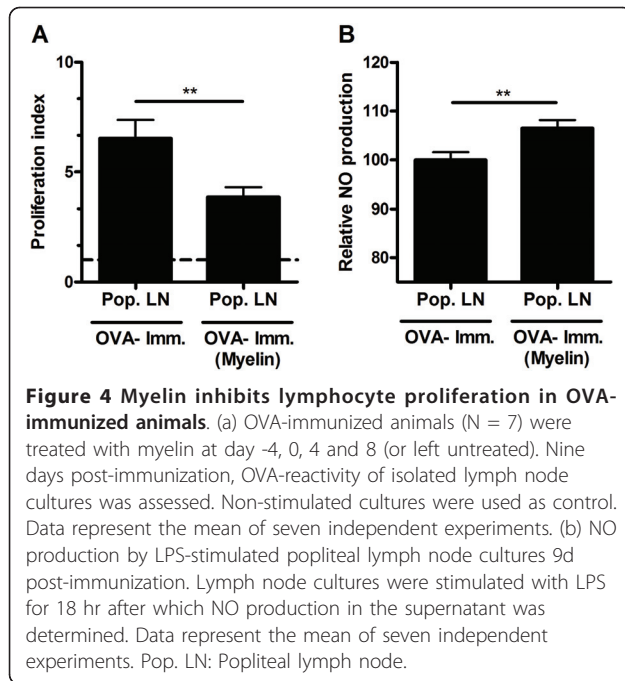 A
B
10
5
0
Proliferation index
**
Pop. LN
Pop. LN
OVA- Imm.
OVA- Imm.
(Myelin)
120
110
100
90
80
Relative NO production
**
Pop. LN
Pop. LN
OVA- Imm.
OVA- Imm.
(Myelin)
Figure 4 Myelin inhibits lymphocyte proliferation in OVA-
immunized animals. (a) OVA-immunized animals (N = 7) were
treated with myelin at day -4, 0, 4 and 8 (or left untreated). Nine
days post-immunization, OVA-reactivity of isolated lymph node
cultures was assessed. Non-stimulated cultures were used as control.
Data represent the mean of seven independent experiments. (b) NO
production by LPS-stimulated popliteal lymph node cultures 9d
post-immunization. Lymph node cultures were stimulated with LPS
for 18 hr after which NO production in the supernatant was
determined. Data represent the mean of seven independent
experiments. Pop. LN: Popliteal lymph node.